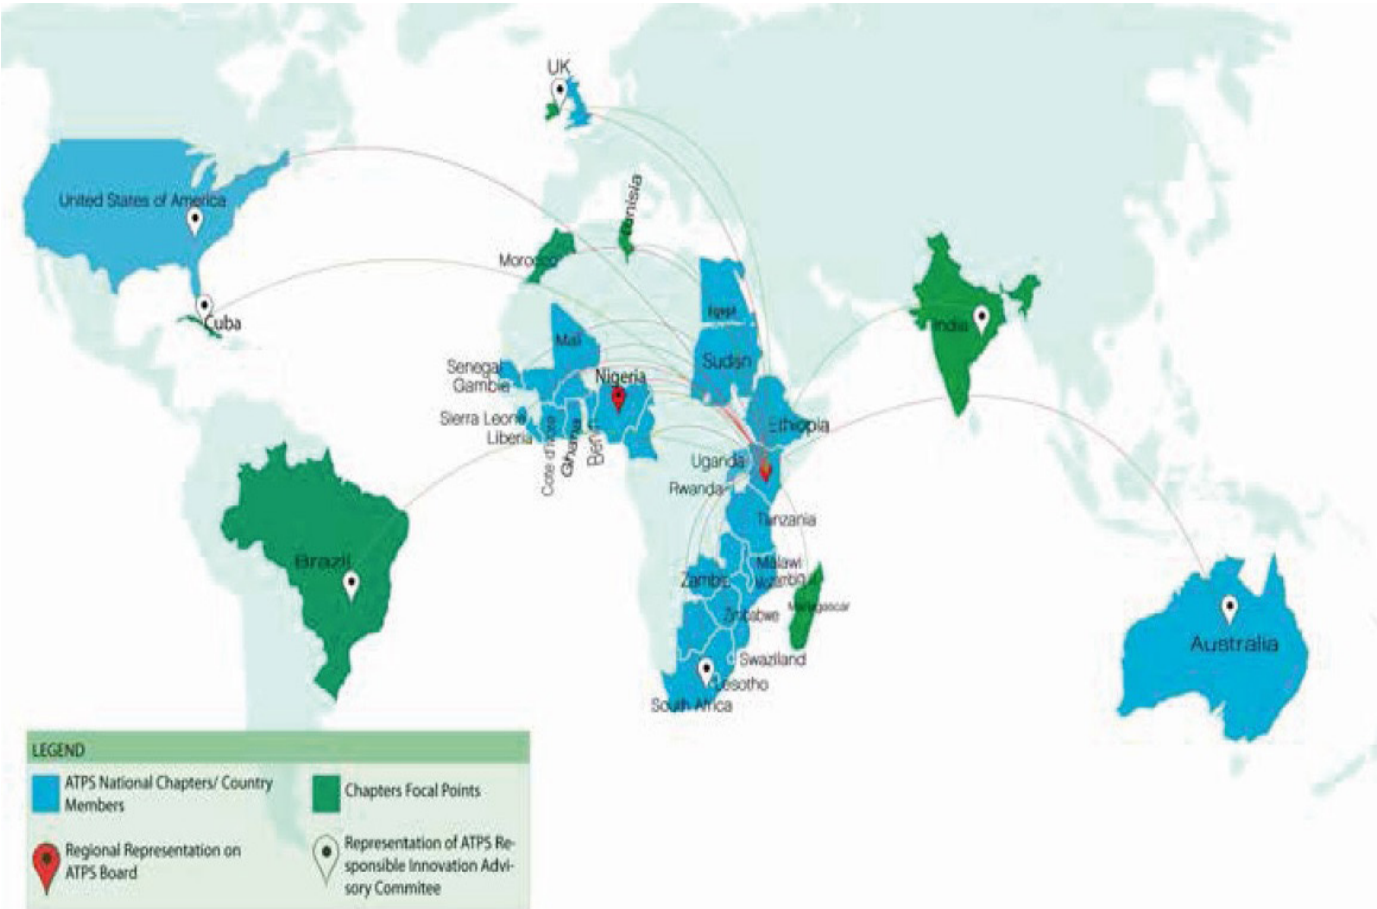 UK
Tunisia
United States of America
Morocco
Cuba
Egypt
Mali
Sudan
Senegal
Nigeria
Gambie
Sierra Leone
Ethiopia
Liberia
Cote d'Ivoire
Ghana
Benin
Uganda
Rwanda
Tanzania
India
Brazil
Malawi
Zambia
Mozambiq
Madagascar
Zimbabwe
Swaziland
Lesotho
South Africa
Australia
LEGEND
ATPS National Chapters/ Country
Members
Chapters Focal Points
Regional Representation on
ATPS Board
Representation of ATPS Re-
sponsible Innovation Advi-
sory Commitee